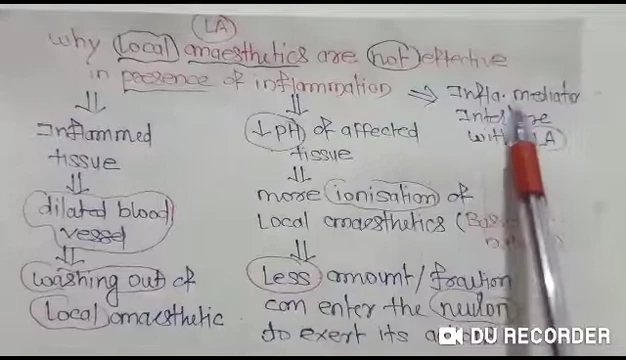 (LA)
why local anaesthetics are not effective
in presence of inflammation
⇒ Infla. mediator
with LA
Inflammed
tissue
dilated blood
vessel
washing out of
Local anaesthetic
↓ PH of affected
tissue
more ionisation of
Local anaesthetics
Less amount/fraction
can enter the neuron
to exert its
DU RECORDER